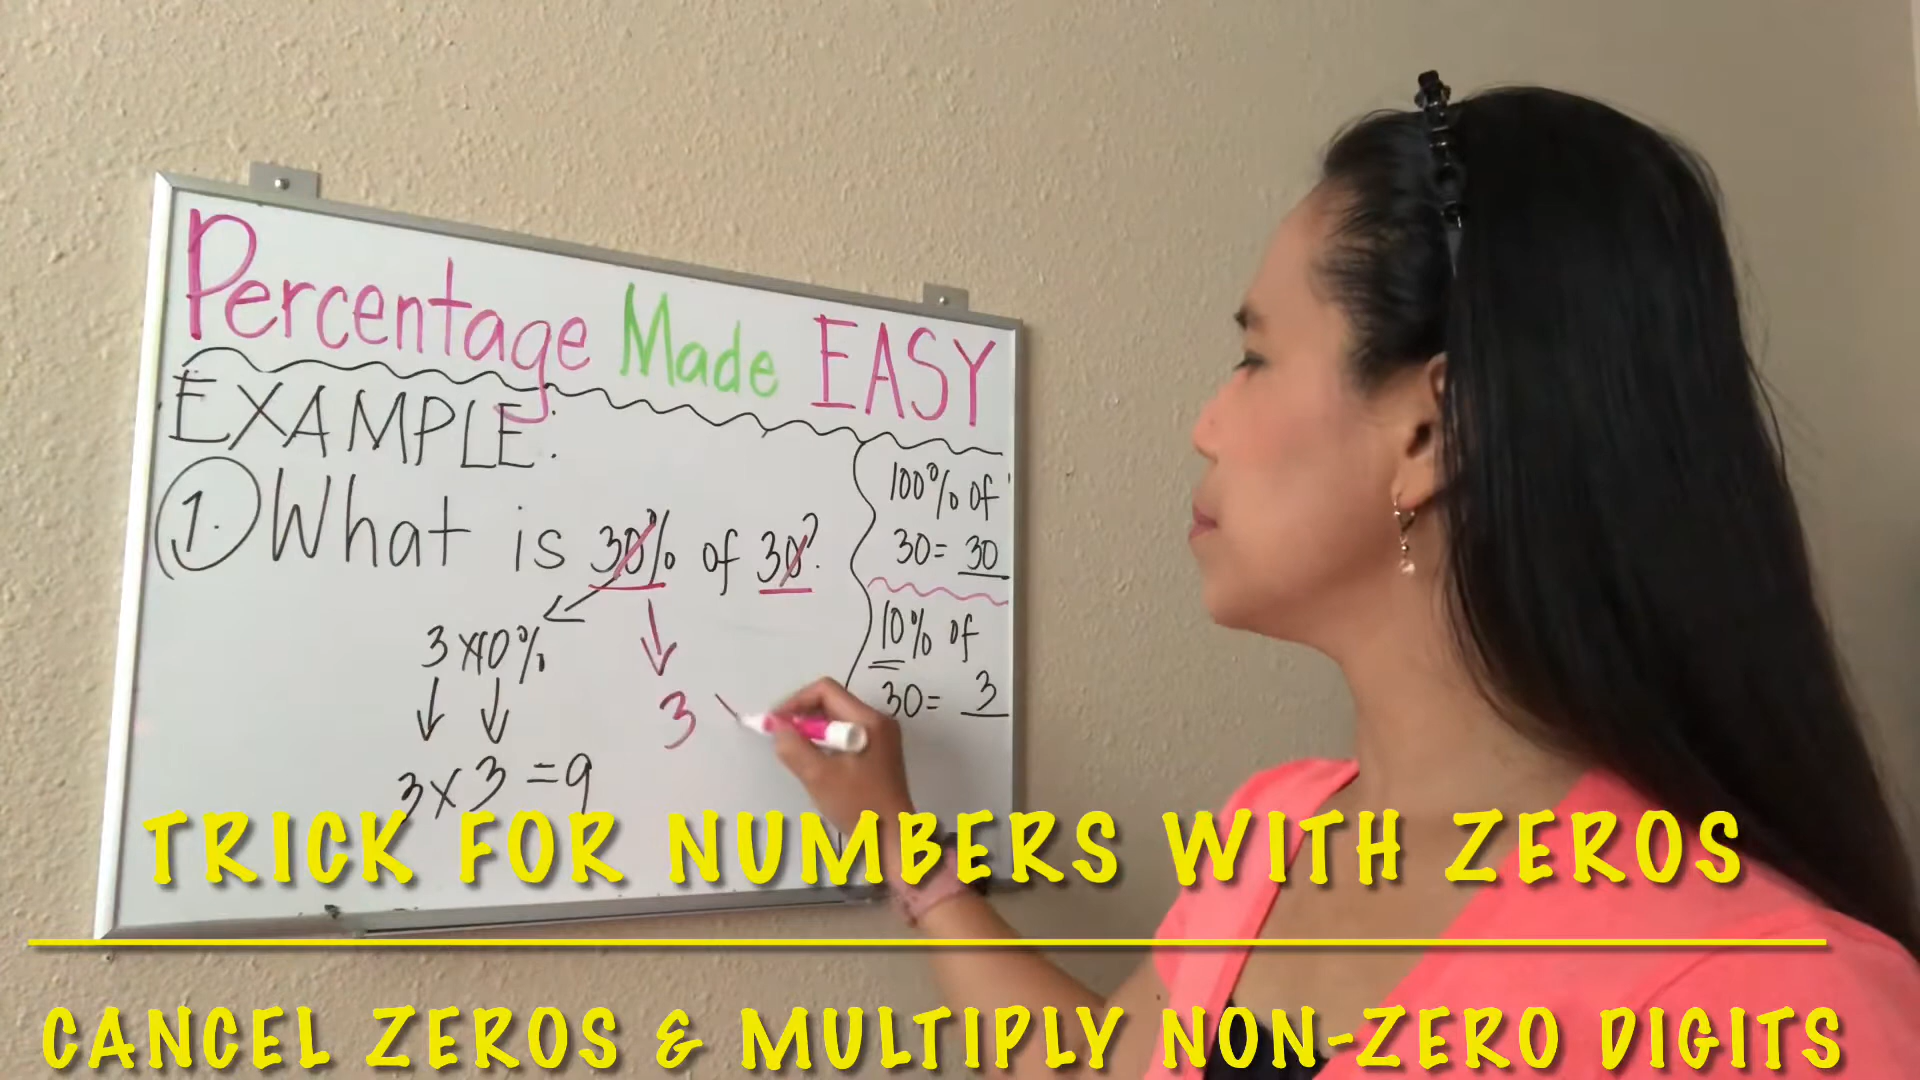 Percentage Made EASY
EXAMPLE:
1. What is 30% of 30?
3 x 10%
3 x 3 = 9
3
100% of
30 = 30
10% of
30 = 3
TRICK FOR NUMBERS WITH ZEROS
CANCEL ZEROS & MULTIPLY NON-ZERO DIGITS